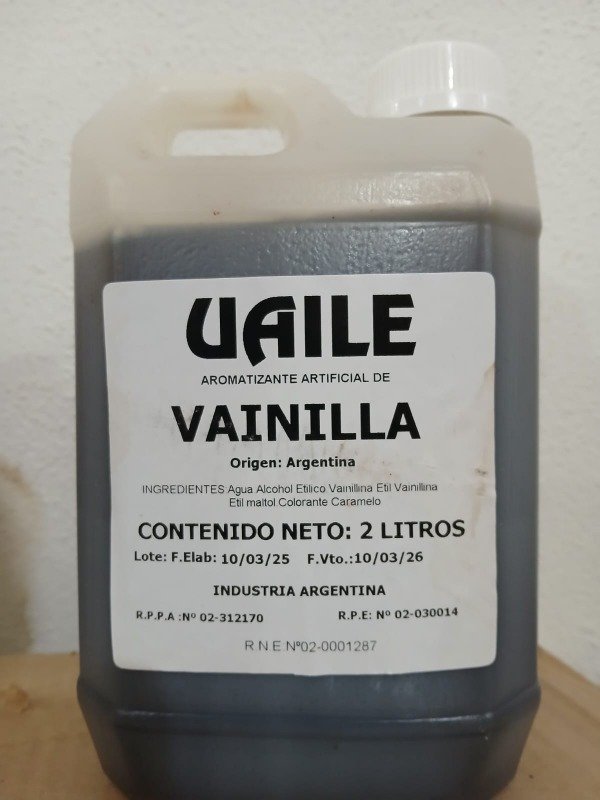 UAILE
AROMATIZANTE ARTIFICIAL DE
VAINILLA
Origen: Argentina
INGREDIENTES:Agua Alcohol Etilico Vainillina Etil Vainillina
Etil maltol Colorante Caramelo
CONTENIDO NETO: 2 LITROS
Lote: F.Elab: 10/03/25 F.Vto.:10/03/26
INDUSTRIA ARGENTINA
R.P.P.A :Nº 02-312170 R.P.E: Nº 02-030014
R N E Nº02-0001287